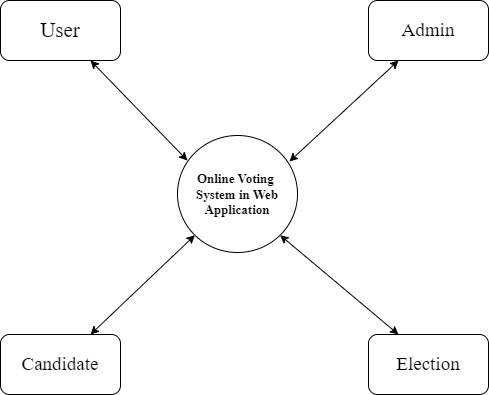 User
Admin
Online Voting
System in Web
Application
Candidate
Election